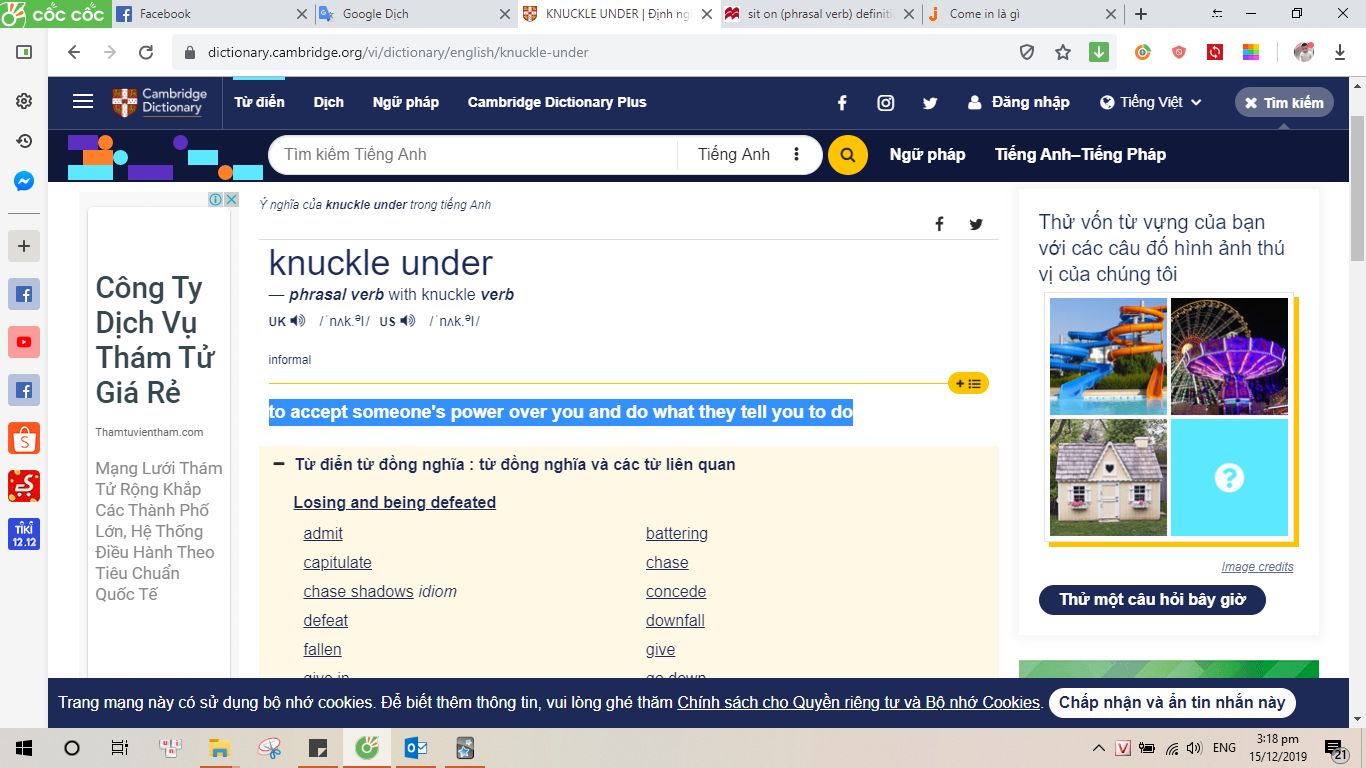 cốc cốc
Facebook
Google Dịch
KNUCKLE UNDER | Định ng
sit on (phrasal verb) definiti
Come in là gì
dictionary.cambridge.org/vi/dictionary/english/knuckle-under
Cambridge
Dictionary
Từ điển
Dịch
Ngữ pháp
Cambridge Dictionary Plus
Đăng nhập
Tiếng Việt
Tìm kiếm
Tìm kiếm Tiếng Anh
Tiếng Anh
Ngữ pháp
Tiếng Anh–Tiếng Pháp
Công Ty
Dịch Vụ
Thám Tử
Giá Rẻ
Thamtuvientham.com
Mạng Lưới Thám
Tử Rộng Khắp
Các Thành Phố
Lớn, Hệ Thống
Điều Hành Theo
Tiêu Chuẩn
Quốc Tế
Ý nghĩa của knuckle under trong tiếng Anh
knuckle under
— phrasal verb with knuckle verb
UK /ˈnʌk.əl/ US /ˈnʌk.əl/
informal
to accept someone's power over you and do what they tell you to do
Từ điển từ đồng nghĩa : từ đồng nghĩa và các từ liên quan
Losing and being defeated
admit
battering
capitulate
chase
chase shadows idiom
concede
defeat
downfall
fallen
give
give in
go down
Thử vốn từ vựng của bạn
với các câu đố hình ảnh thú
vị của chúng tôi
?
Image credits
Thử một câu hỏi bây giờ
TIKI
12.12
Trang mạng này có sử dụng bộ nhớ cookies. Để biết thêm thông tin, vui lòng ghé thăm Chính sách cho Quyền riêng tư và Bộ nhớ Cookies.
Chấp nhận và ẩn tin nhắn này
ENG
3:18 pm
15/12/2019
21